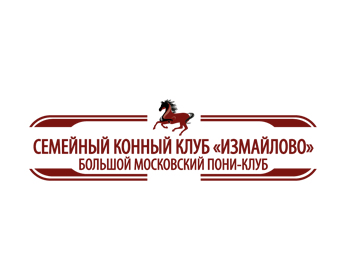 СЕМЕЙНЫЙ КОННЫЙ КЛУБ «ИЗМАЙЛОВО»
БОЛЬШОЙ МОСКОВСКИЙ ПОНИ-КЛУБ